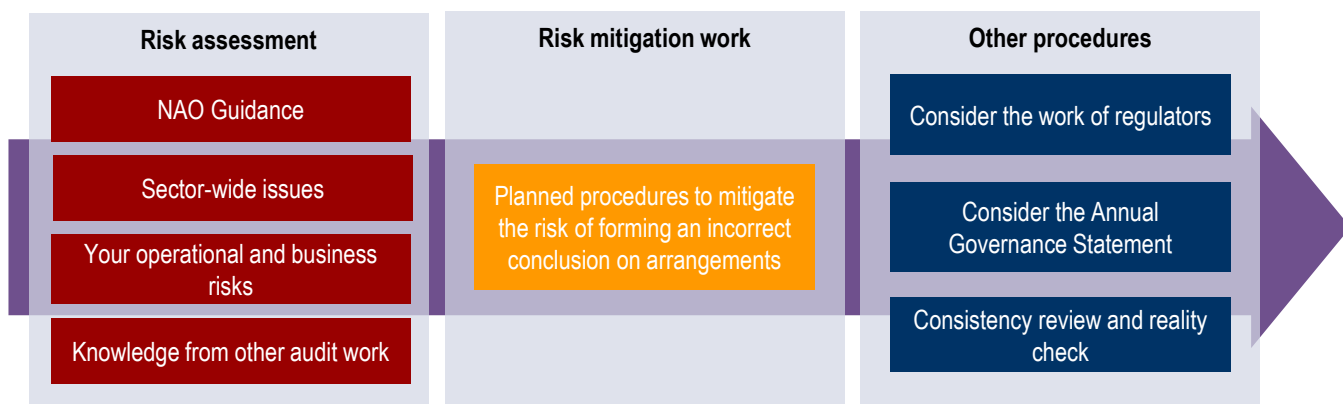 Risk assessment
NAO Guidance
Sector-wide issues
Your operational and business
risks
Knowledge from other audit work
Risk mitigation work
Planned procedures to mitigate
the risk of forming an incorrect
conclusion on arrangements
Other procedures
Consider the work of regulators
Consider the Annual
Governance Statement
Consistency review and reality
check